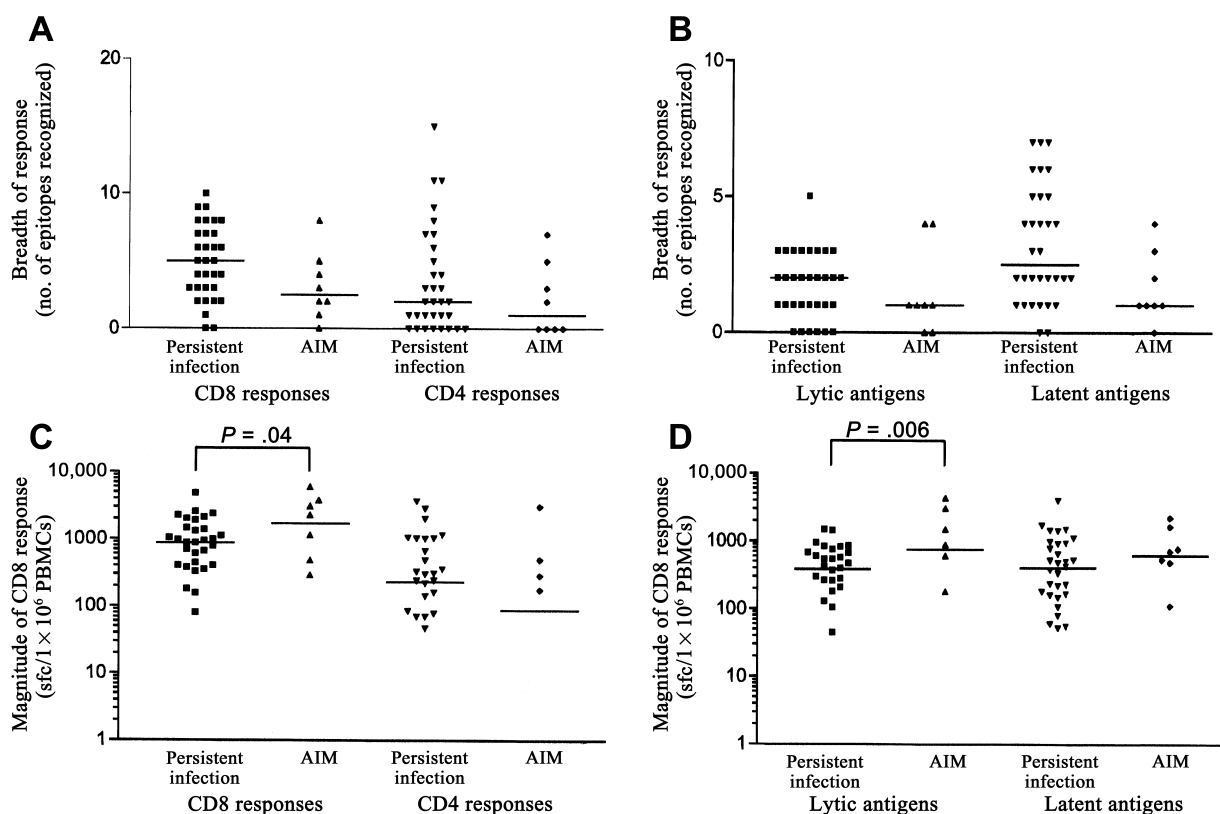 A
Breadth of response
(no. of epitopes recognized)
20
10
0
Persistent
infection
AIM
Persistent
infection
AIM
CD8 responses
CD4 responses
B
Breadth of response
(no. of epitopes recognized)
10
5
0
Persistent
infection
AIM
Persistent
infection
AIM
Lytic antigens
Latent antigens
C
P = .04
Magnitude of CD8 response
(sfc/1 × 10⁶ PBMCs)
10,000
1000
100
10
1
Persistent
infection
AIM
Persistent
infection
AIM
CD8 responses
CD4 responses
D
P = .006
Magnitude of CD8 response
(sfc/1 × 10⁶ PBMCs)
10,000
1000
100
10
1
Persistent
infection
AIM
Persistent
infection
AIM
Lytic antigens
Latent antigens